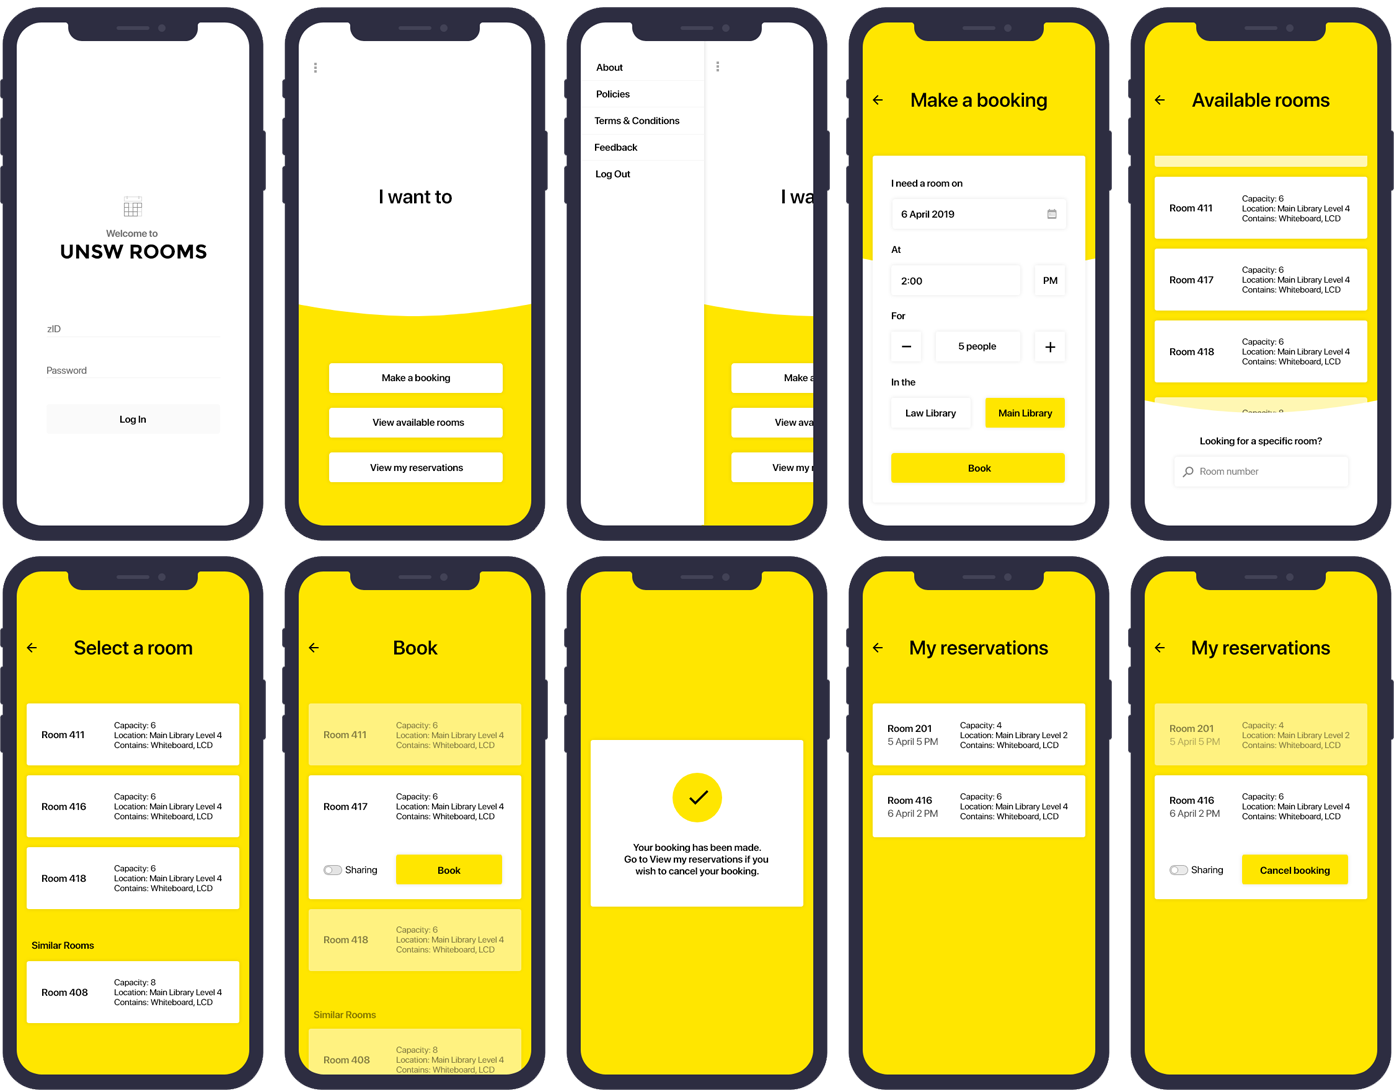 Welcome to
UNSW ROOMS
zID
Password
Log In
I want to
Make a booking
View available rooms
View my reservations
About
Policies
Terms & Conditions
Feedback
Log Out
I wa
Make a
View ava
View my r
Make a booking
I need a room on
6 April 2019
At
2:00
PM
For
5 people
In the
Law Library
Main Library
Book
Available rooms
Room 411
Capacity: 6
Location: Main Library Level 4
Contains: Whiteboard, LCD
Room 417
Capacity: 6
Location: Main Library Level 4
Contains: Whiteboard, LCD
Room 418
Capacity: 6
Location: Main Library Level 4
Contains: Whiteboard, LCD
Capacity: 8
Looking for a specific room?
Room number
Select a room
Room 411
Capacity: 6
Location: Main Library Level 4
Contains: Whiteboard, LCD
Room 416
Capacity: 6
Location: Main Library Level 4
Contains: Whiteboard, LCD
Room 418
Capacity: 6
Location: Main Library Level 4
Contains: Whiteboard, LCD
Similar Rooms
Room 408
Capacity: 8
Location: Main Library Level 4
Contains: Whiteboard, LCD
Book
Room 411
Capacity: 6
Location: Main Library Level 4
Contains: Whiteboard, LCD
Room 417
Capacity: 6
Location: Main Library Level 4
Contains: Whiteboard, LCD
Sharing
Book
Room 418
Capacity: 6
Location: Main Library Level 4
Contains: Whiteboard, LCD
Similar Rooms
Room 408
Capacity: 8
Location: Main Library Level 4
Contains: Whiteboard, LCD
Your booking has been made.
Go to View my reservations if you
wish to cancel your booking.
My reservations
Room 201
5 April 5 PM
Capacity: 4
Location: Main Library Level 2
Contains: Whiteboard, LCD
Room 416
6 April 2 PM
Capacity: 6
Location: Main Library Level 4
Contains: Whiteboard, LCD
My reservations
Room 201
5 April 5 PM
Capacity: 4
Location: Main Library Level 2
Contains: Whiteboard, LCD
Room 416
6 April 2 PM
Capacity: 6
Location: Main Library Level 4
Contains: Whiteboard, LCD
Sharing
Cancel booking